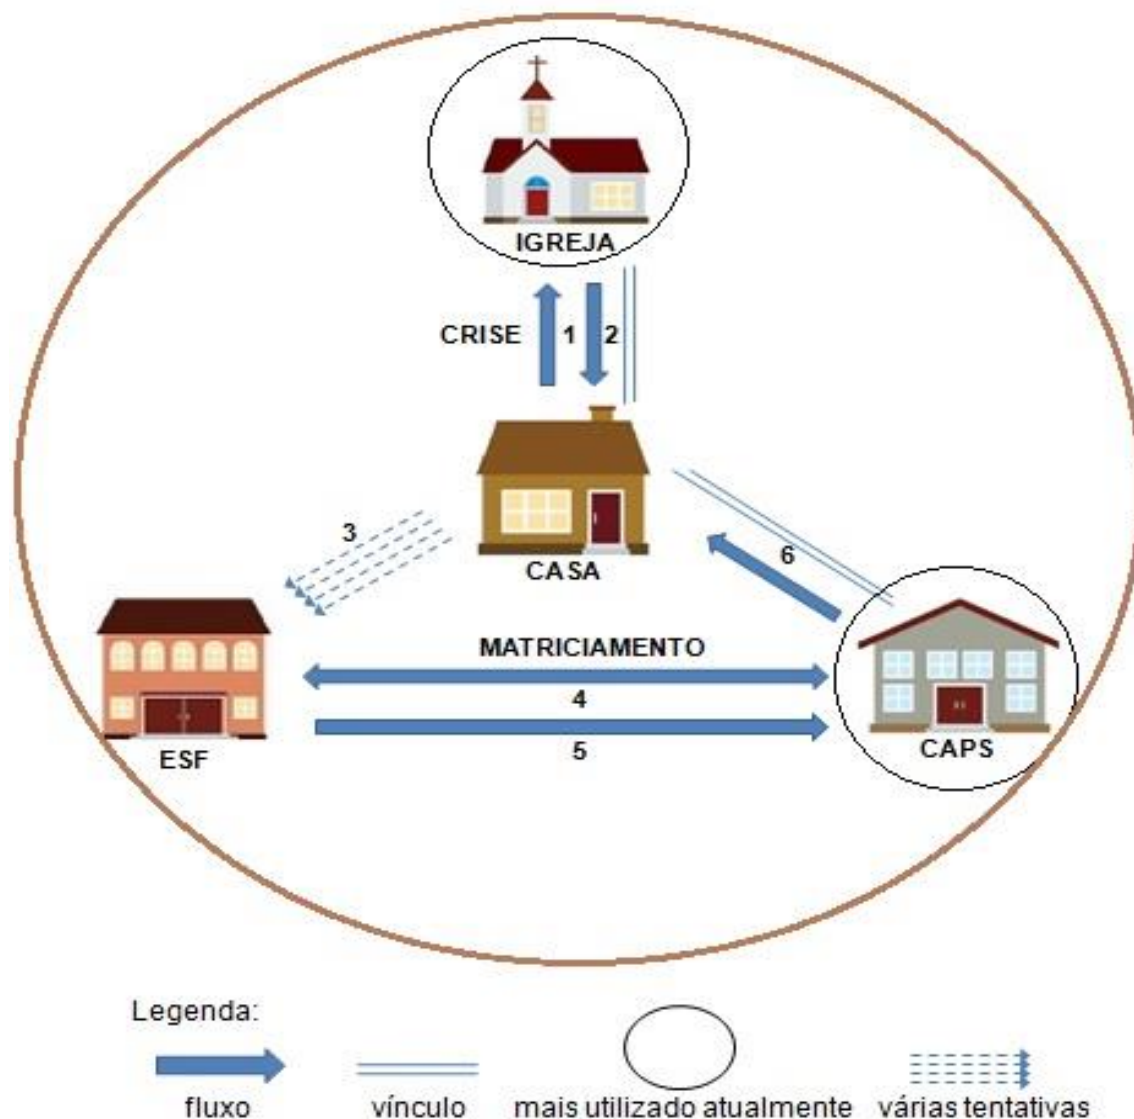 IGREJA
CRISE 1 2
CASA
3
6
MATRICIAMENTO
4
5
ESF
CAPS
Legenda:
fluxo vínculo mais utilizado atualmente várias tentativas